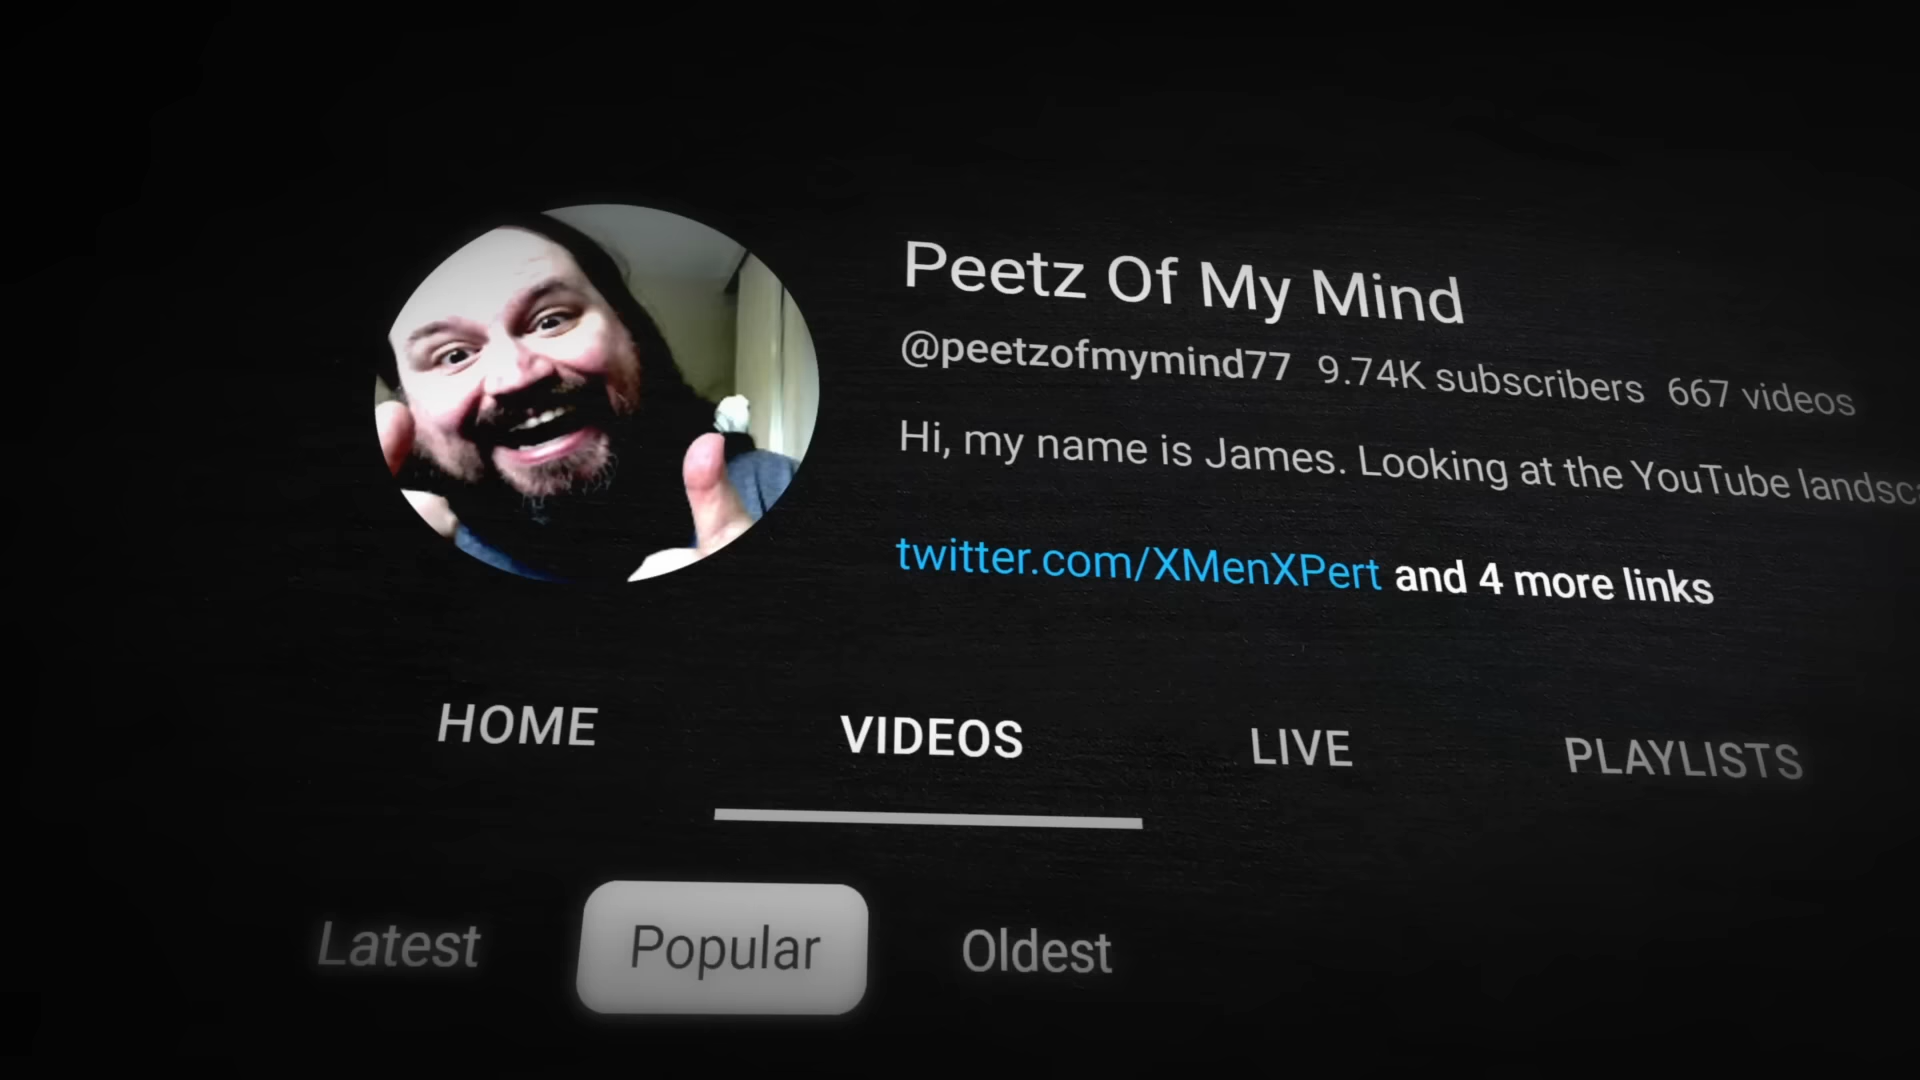 Peetz Of My Mind
@peetzofmymind77 9.74K subscribers 667 videos
Hi, my name is James. Looking at the YouTube
twitter.com/XMenXPert and 4 more links
HOME VIDEOS LIVE PLAYLISTS
Latest Popular Oldest